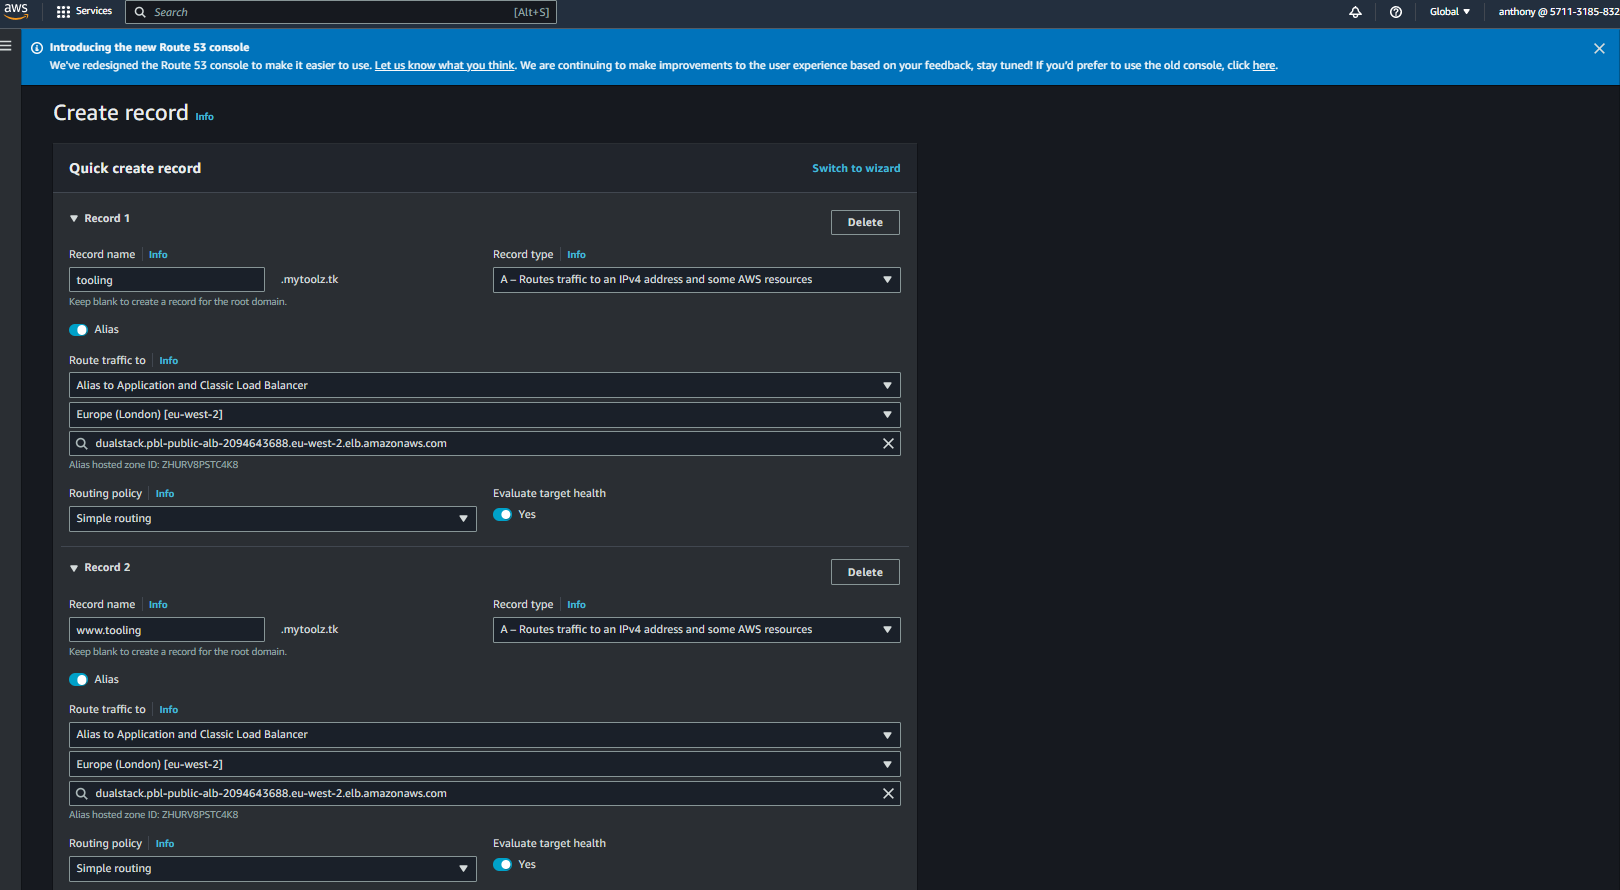 aws
Services
Search
[Alt+S]
Global
anthony @ 5711-3185-832
Introducing the new Route 53 console
We've redesigned the Route 53 console to make it easier to use. Let us know what you think. We are continuing to make improvements to the user experience based on your feedback, stay tuned! If you'd prefer to use the old console, click here.
Create record Info
Quick create record
Switch to wizard
Record 1
Delete
Record name Info
Record type Info
tooling
.mytoolz.tk
A – Routes traffic to an IPv4 address and some AWS resources
Keep blank to create a record for the root domain.
Alias
Route traffic to Info
Alias to Application and Classic Load Balancer
Europe (London) [eu-west-2]
dualstack.pbl-public-alb-2094643688.eu-west-2.elb.amazonaws.com
Alias hosted zone ID: ZHURV8PSTC4K8
Routing policy Info
Evaluate target health
Simple routing
Yes
Record 2
Delete
Record name Info
Record type Info
www.tooling
.mytoolz.tk
A – Routes traffic to an IPv4 address and some AWS resources
Keep blank to create a record for the root domain.
Alias
Route traffic to Info
Alias to Application and Classic Load Balancer
Europe (London) [eu-west-2]
dualstack.pbl-public-alb-2094643688.eu-west-2.elb.amazonaws.com
Alias hosted zone ID: ZHURV8PSTC4K8
Routing policy Info
Evaluate target health
Simple routing
Yes